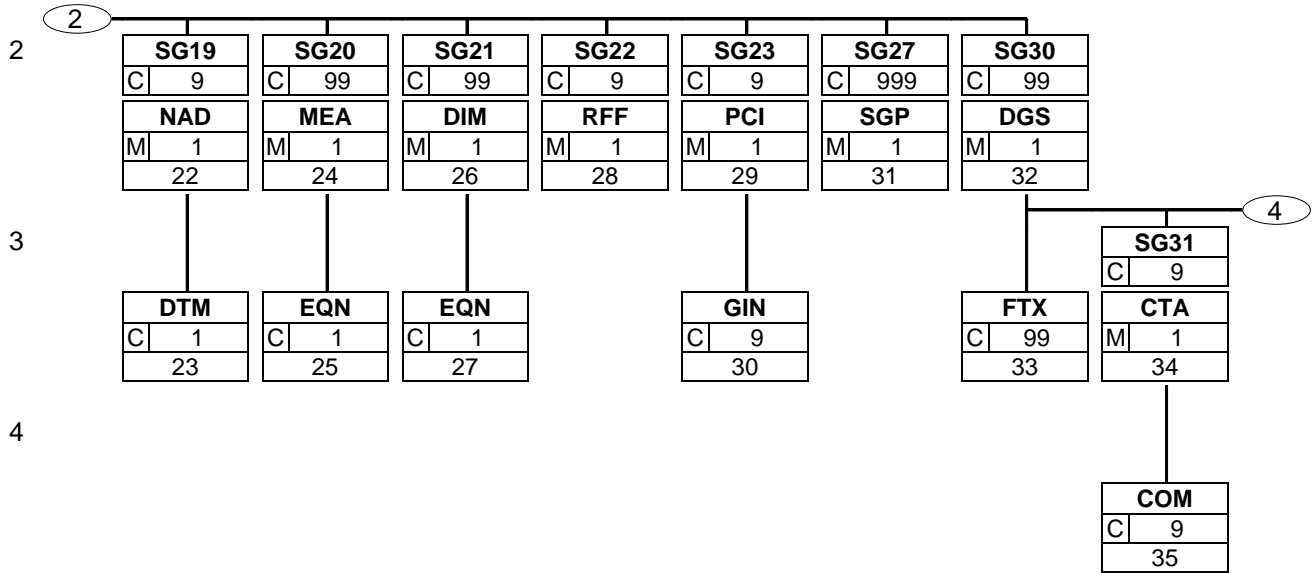 2
2 SG19 SG20 SG21 SG22 SG23 SG27 SG30
C 9 C 99 C 99 C 9 C 9 C 999 C 99
NAD MEA DIM RFF PCI SGP DGS
M 1 M 1 M 1 M 1 M 1 M 1 M 1
22 24 26 28 29 31 32
4
3 SG31
C 9
DTM EQN EQN GIN FTX CTA
C 1 C 1 C 1 C 9 C 99 M 1
23 25 27 30 33 34
4
COM
C 9
35